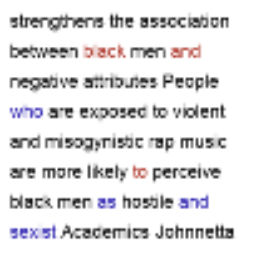 strengthens the association
between black men and
negative attributes People
who are exposed to violent
and misogynistic rap music
are more likely to perceive
black men as hostile and
sexist Academics Johnnetta